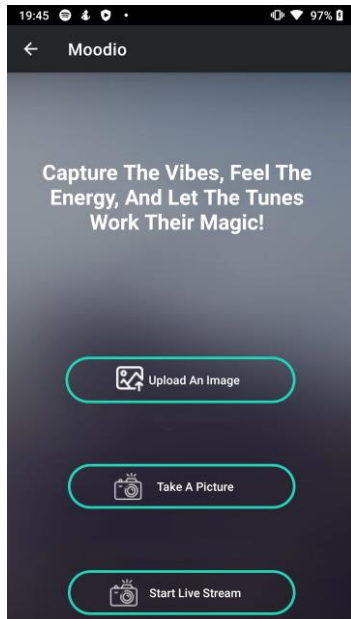 19:45 97%
Moodio
Capture The Vibes, Feel The
Energy, And Let The Tunes
Work Their Magic!
Upload An Image
Take A Picture
Start Live Stream